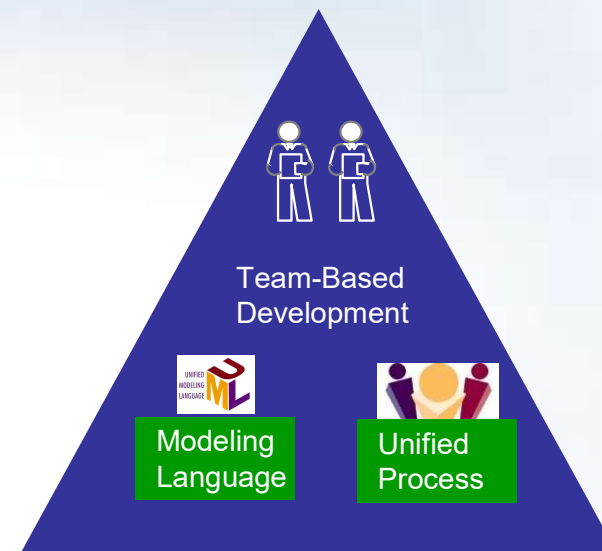 Team-Based
Development
UNIFIED
MODELING
LANGUAGE
UML
Modeling
Language
Unified
Process